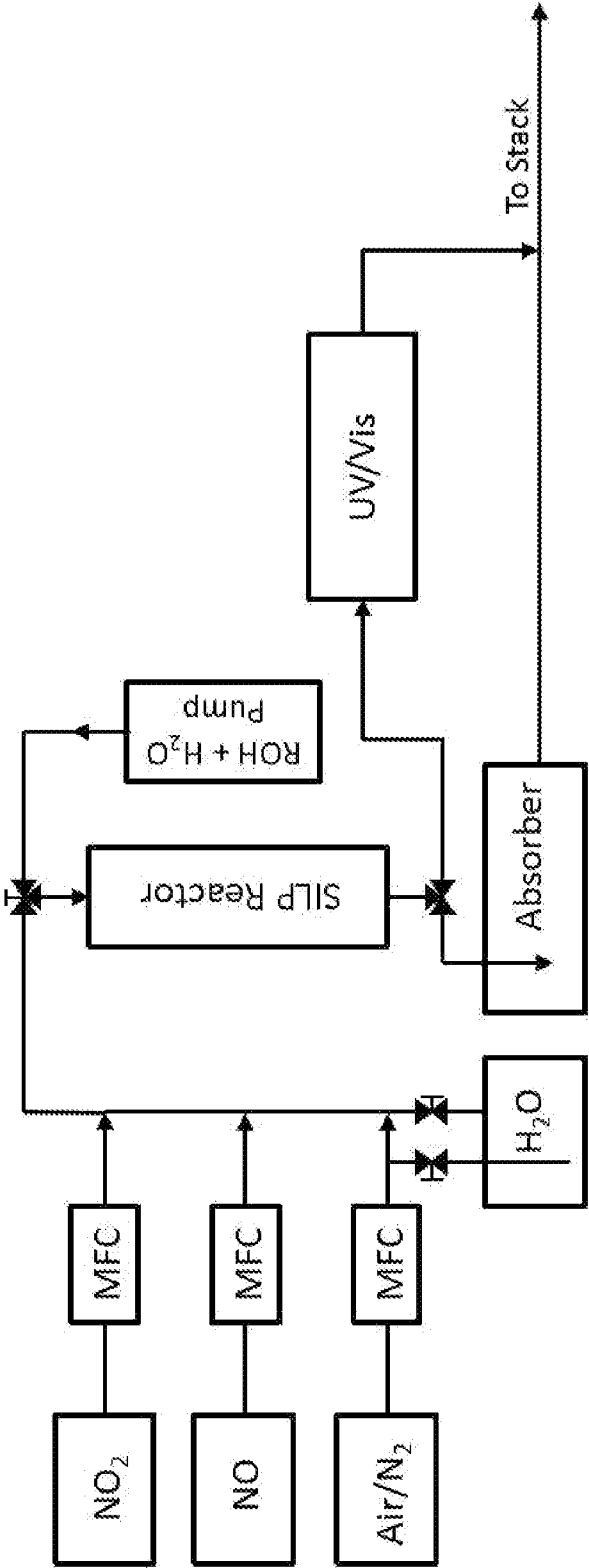 NO₂
MFC
NO
MFC
Air/N₂
MFC
H₂O
SILP Reactor
ROH + H₂O
Pump
Absorber
UV/Vis
To Stack